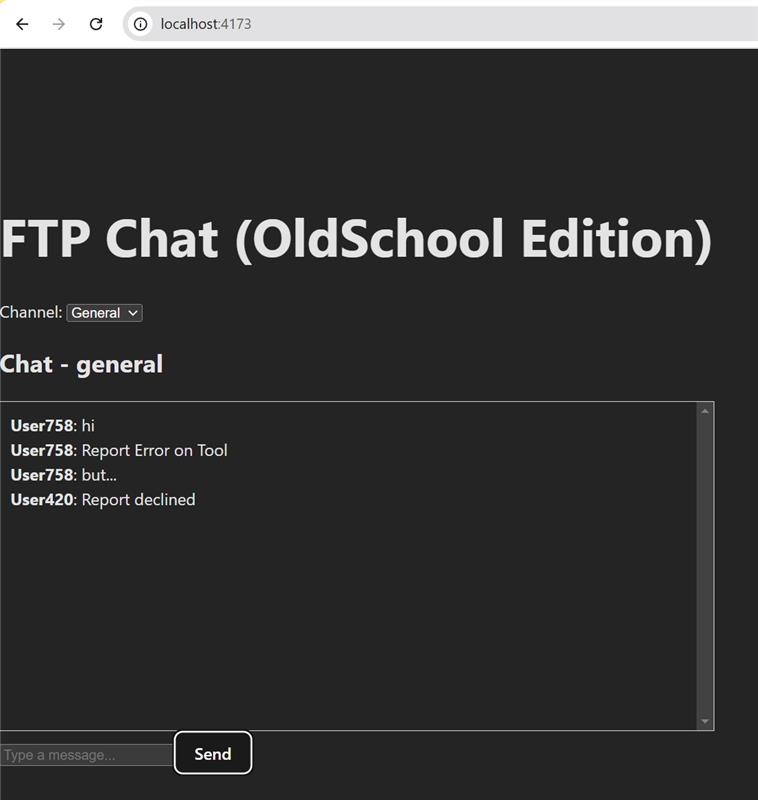 localhost:4173
FTP Chat (OldSchool Edition)
Channel: General
Chat - general
User758: hi
User758: Report Error on Tool
User758: but...
User420: Report declined
Type a message... Send